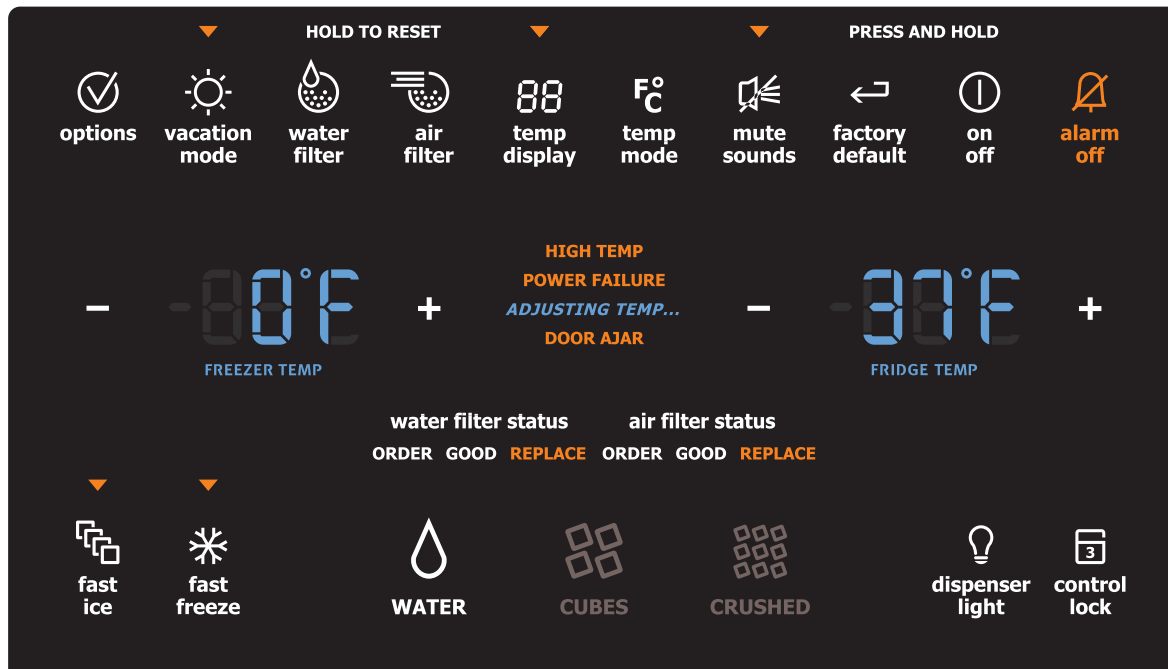 HOLD TO RESET
PRESS AND HOLD
options
vacation
mode
water
filter
air
filter
88
temp
display
F°C
temp
mode
mute
sounds
factory
default
on
off
alarm
off
HIGH TEMP
POWER FAILURE
ADJUSTING TEMP...
DOOR AJAR
- 0°F +
FREEZER TEMP
- 37°F +
FRIDGE TEMP
water filter status
ORDER GOOD REPLACE
air filter status
ORDER GOOD REPLACE
fast
ice
fast
freeze
WATER
CUBES
CRUSHED
dispenser
light
3
control
lock